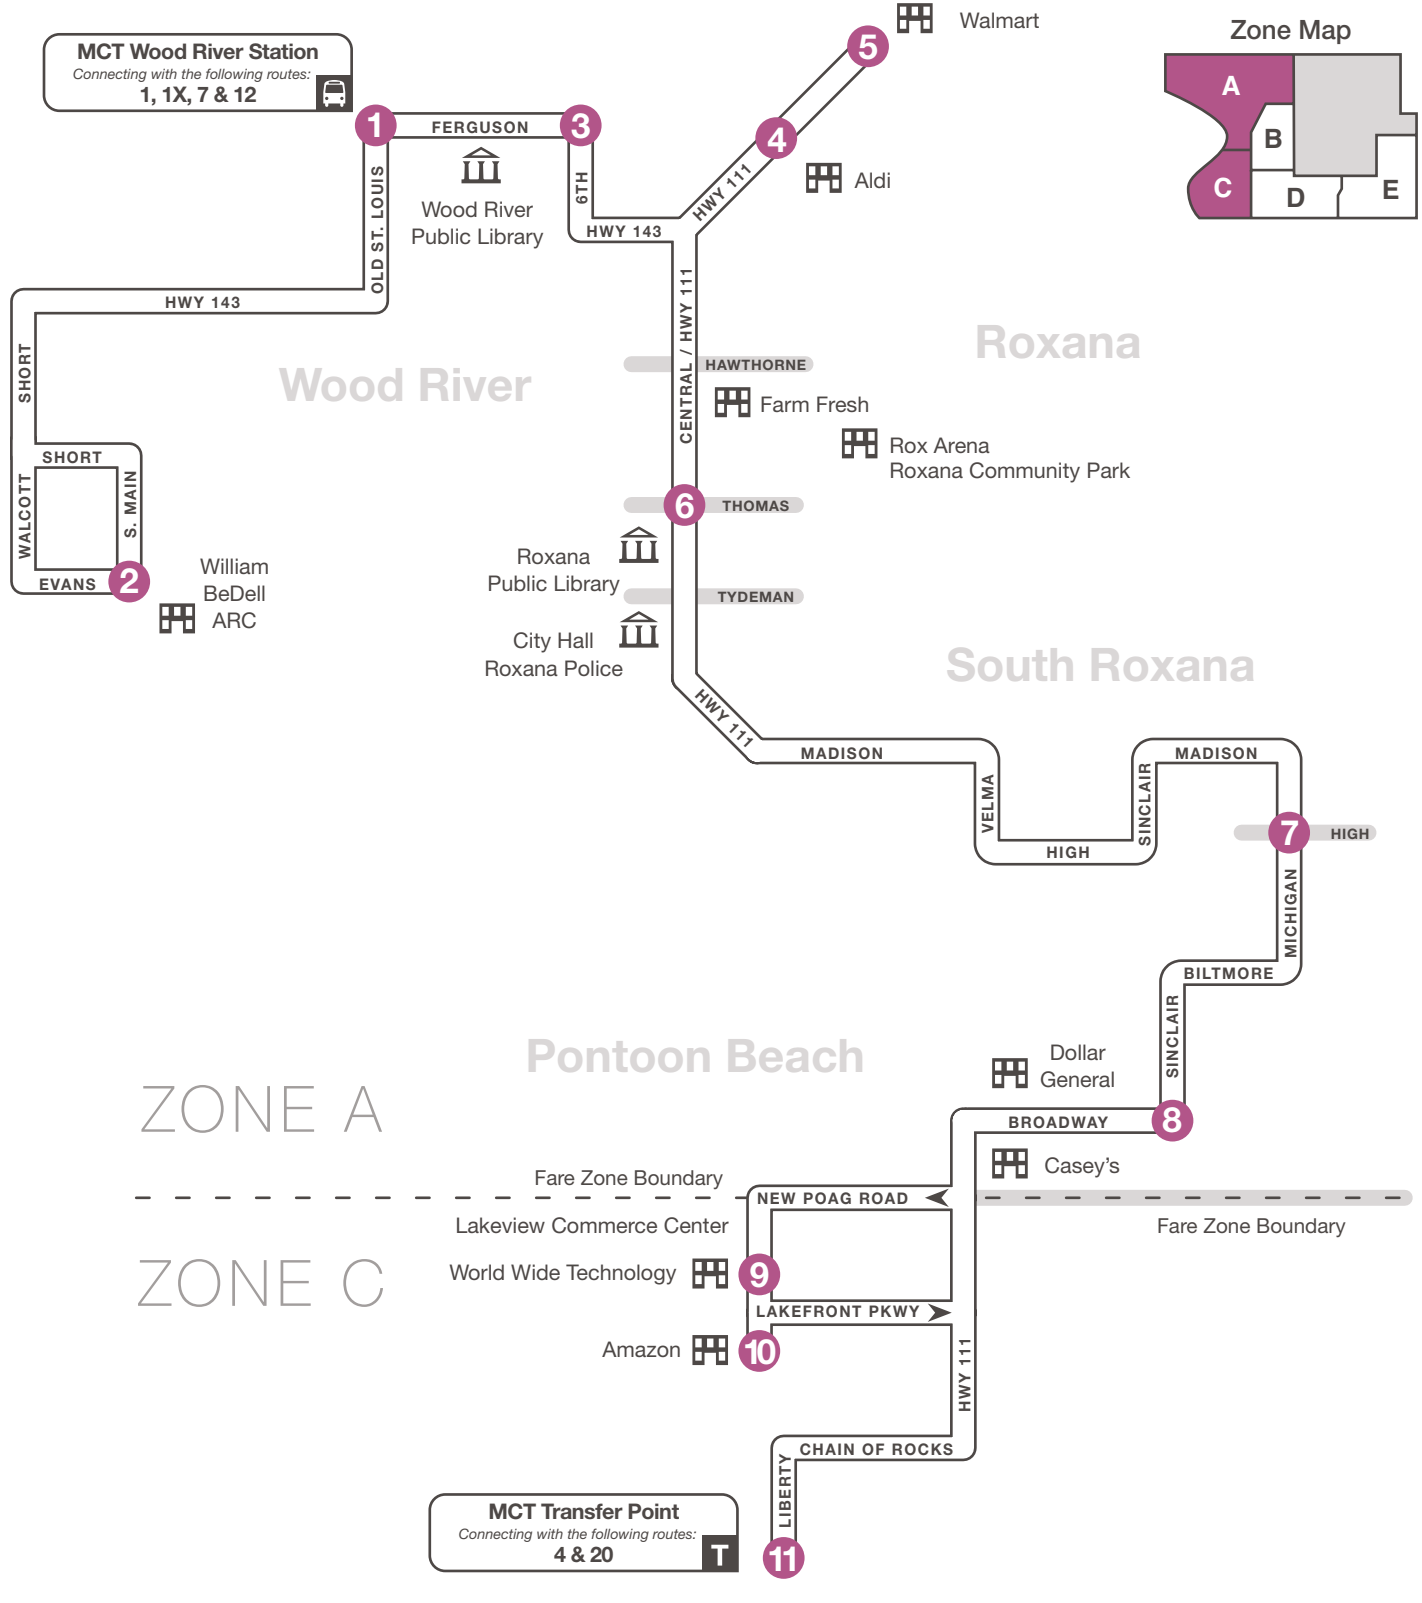 Walmart
Zone Map
MCT Wood River Station
Connecting with the following routes:
1, 1X, 7 & 12
5
A
B
C
D
E
1
FERGUSON
3
4
Aldi
HWY 111
6TH
OLD ST. LOUIS
Wood River
Public Library
HWY 143
HWY 143
CENTRAL / HWY 111
Roxana
Wood River
SHORT
HAWTHORNE
Farm Fresh
Rox Arena
Roxana Community Park
SHORT
WALCOTT
S. MAIN
6
THOMAS
EVANS
2
William
BeDell
ARC
Roxana
Public Library
TYDEMAN
City Hall
Roxana Police
South Roxana
HWY 111
MADISON
VELMA
HIGH
SINCLAIR
MADISON
7
HIGH
MICHIGAN
BILTMORE
SINCLAIR
Pontoon Beach
Dollar
General
ZONE A
BROADWAY
8
Casey's
Fare Zone Boundary
NEW POAG ROAD
Fare Zone Boundary
Lakeview Commerce Center
ZONE C
World Wide Technology
9
LAKEFRONT PKWY
Amazon
10
HWY 111
CHAIN OF ROCKS
LIBERTY
MCT Transfer Point
Connecting with the following routes:
4 & 20
T
11